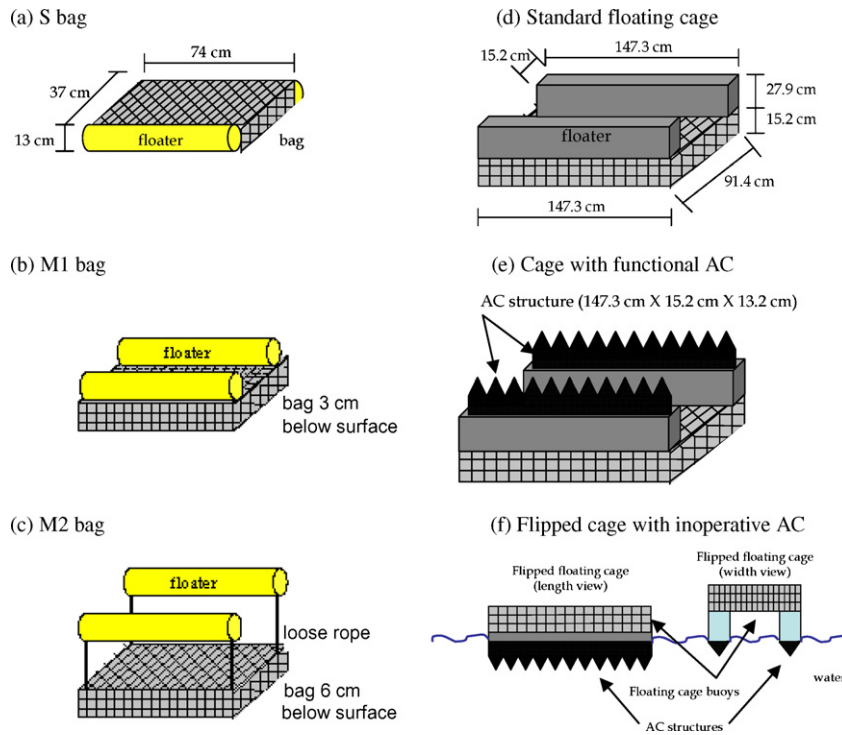 (a) S bag
74 cm
37 cm
13 cm
floater
bag
(b) M1 bag
floater
floater
bag 3 cm
below surface
(c) M2 bag
floater
floater
loose rope
bag 6 cm
below surface
(d) Standard floating cage
147.3 cm
15.2 cm
27.9 cm
15.2 cm
floater
91.4 cm
147.3 cm
(e) Cage with functional AC
AC structure (147.3 cm X 15.2 cm X 13.2 cm)
(f) Flipped cage with inoperative AC
Flipped floating cage
(length view)
Flipped floating cage
(width view)
Floating cage buoys
water
AC structures